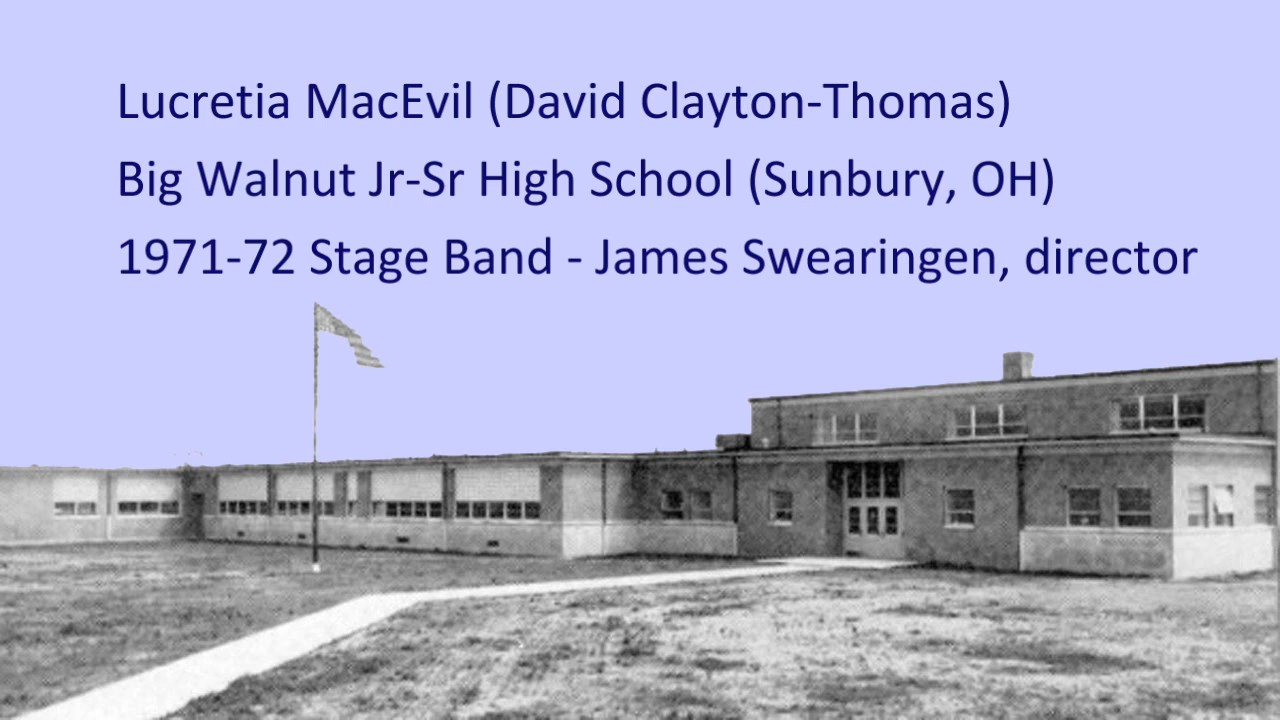 Lucretia MacEvil (David Clayton-Thomas)
Big Walnut Jr-Sr High School (Sunbury, OH)
1971-72 Stage Band - James Swearingen, director